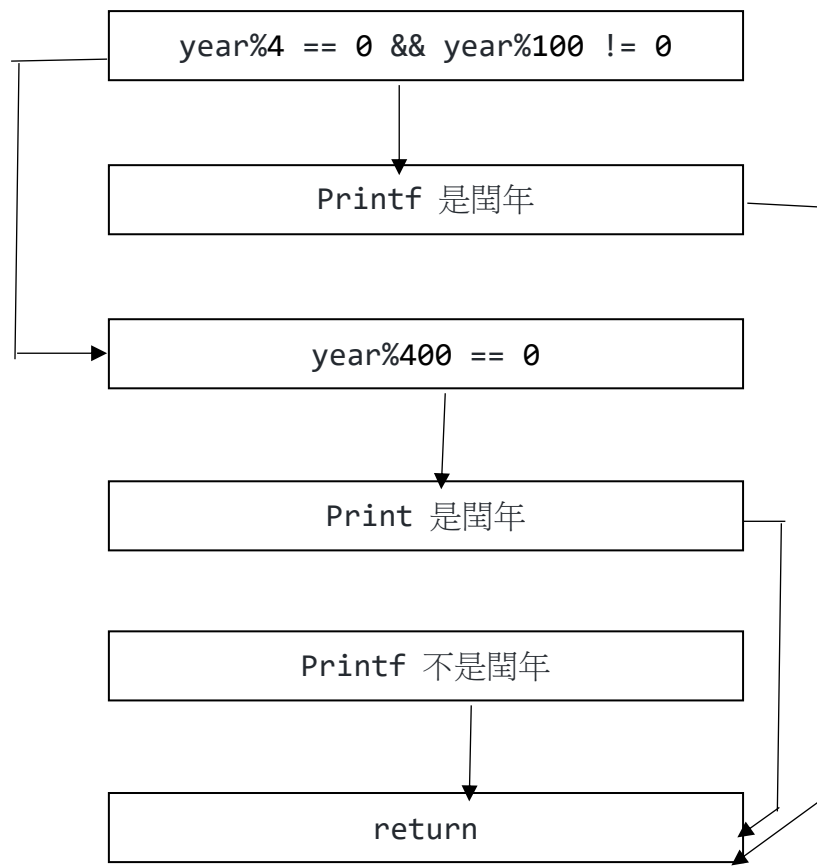 year%4 == 0 && year%100 != 0
Printf 是閏年
year%400 == 0
Print 是閏年
Printf 不是閏年
return